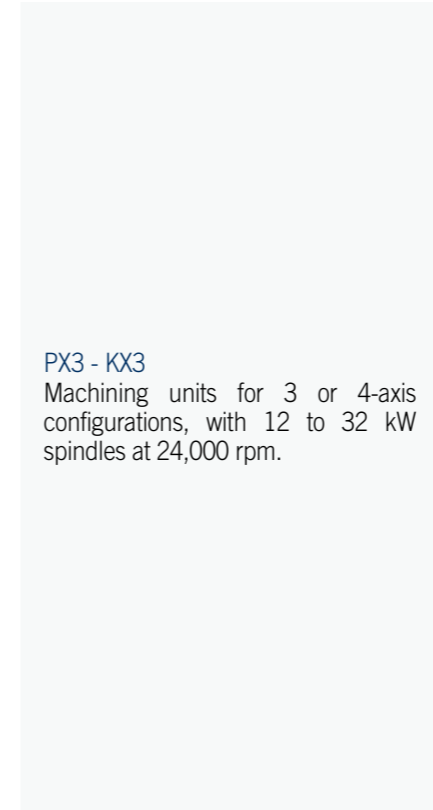 PX3 - KX3
Machining units for 3 or 4-axis
configurations, with 12 to 32 kW
spindles at 24,000 rpm.